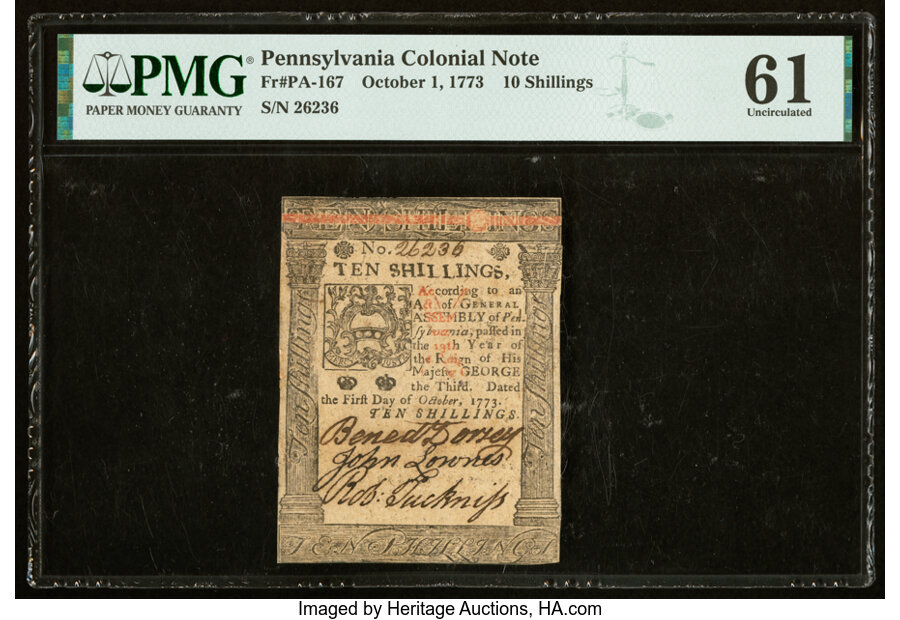 PMG®
PAPER MONEY GUARANTY
Pennsylvania Colonial Note
Fr#PA-167 October 1, 1773 10 Shillings
S/N 26236
61
Uncirculated
TEN SHILLINGS
No. 26236
TEN SHILLINGS,
According to an
Act of GENERAL
ASSEMBLY of Pen-
sylvania, passed in
the 13th Year of
the Reign of His
Majesty GEORGE
the Third. Dated
the First Day of October, 1773.
TEN SHILLINGS.
Ten Shillings
Ten Shillings
Bened Dorsey
John Lownes
Rob: Tuckniss
TEN SHILLINGS
Imaged by Heritage Auctions, HA.com